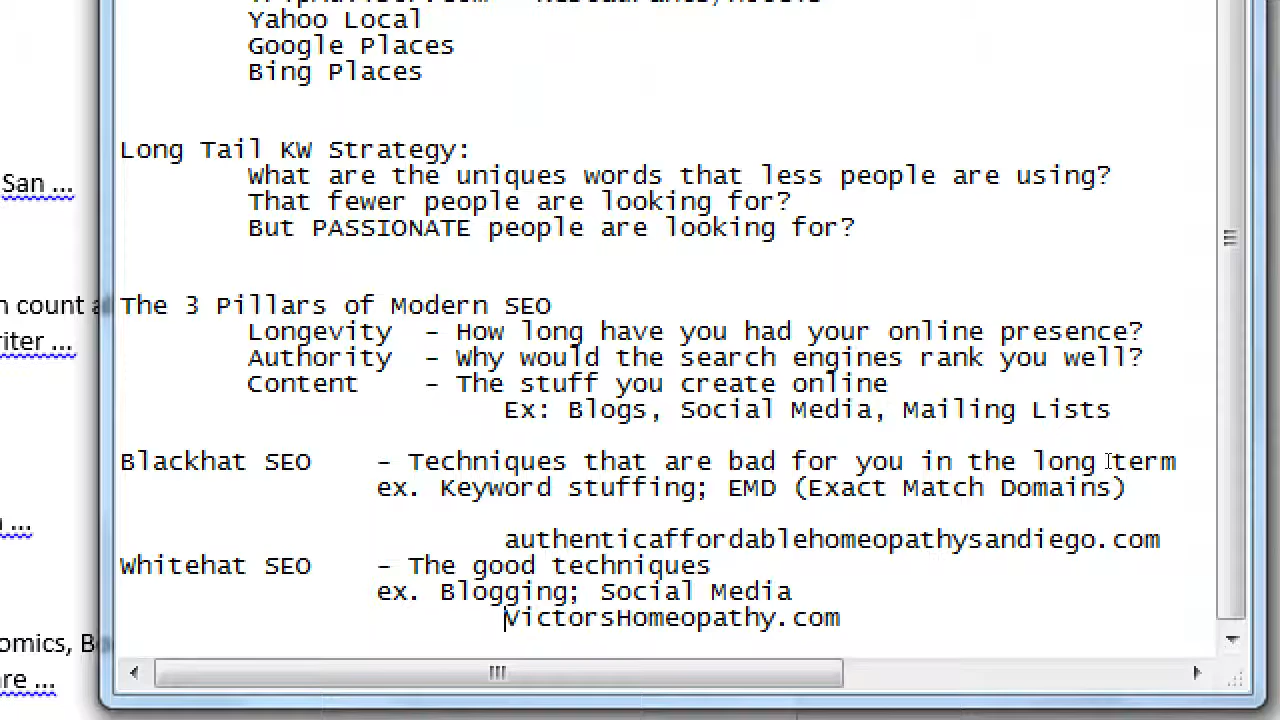 Yahoo Local
Google Places
Bing Places
Long Tail KW Strategy:
What are the uniques words that less people are using?
That fewer people are looking for?
But PASSIONATE people are looking for?
The 3 Pillars of Modern SEO
Longevity - How long have you had your online presence?
Authority - Why would the search engines rank you well?
Content - The stuff you create online
Ex: Blogs, Social Media, Mailing Lists
Blackhat SEO - Techniques that are bad for you in the long term
ex. Keyword stuffing; EMD (Exact Match Domains)
authenticaffordablehomeopathysandiego.com
Whitehat SEO - The good techniques
ex. Blogging; Social Media
VictorsHomeopathy.com
San ...
count
...
...
...